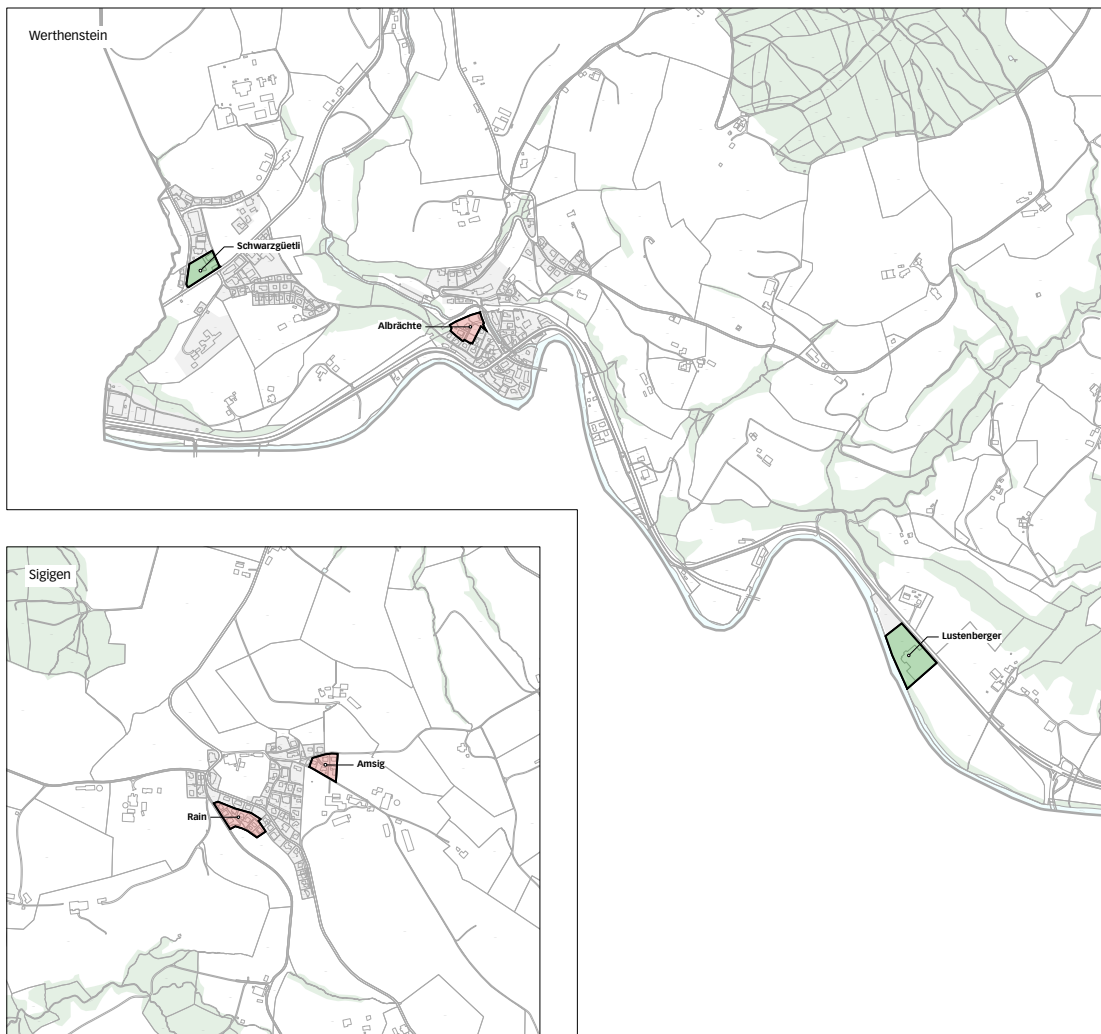 Werthenstein
Schwarzgüetli
Albrächte
Lustenberger
Sigigen
Amsig
Rain